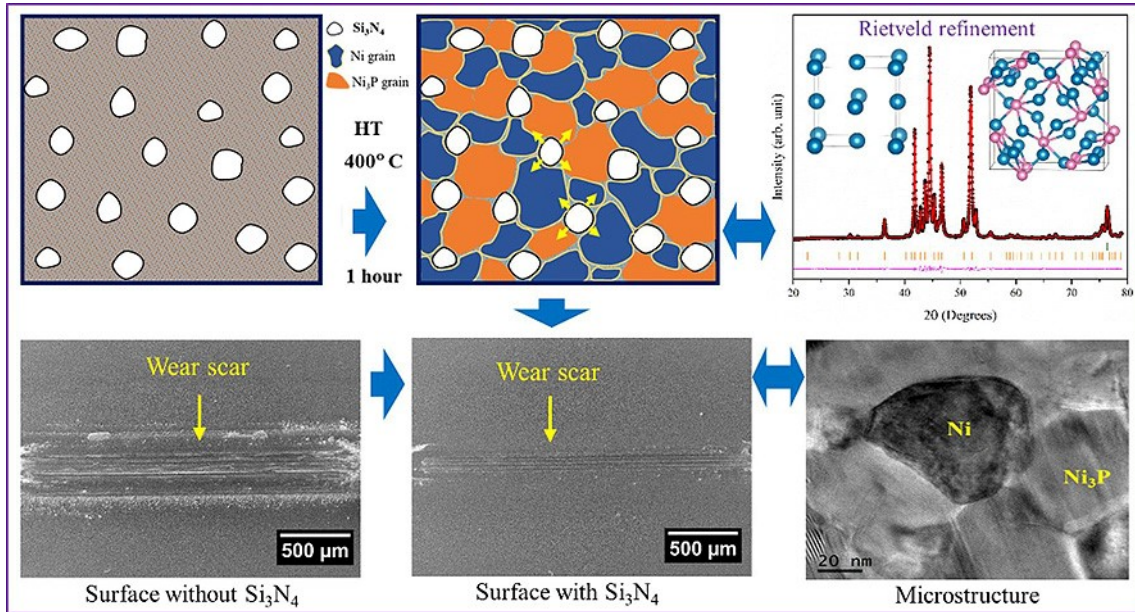 Si₃N₄
Ni grain
Ni₃P grain
HT
400° C
1 hour
Rietveld refinement
Intensity (arb. unit)
20 30 40 50 60 70 80
2θ (Degrees)
Wear scar
500 µm
Surface without Si₃N₄
Wear scar
500 µm
Surface with Si₃N₄
Ni
Ni₃P
20 nm
Microstructure